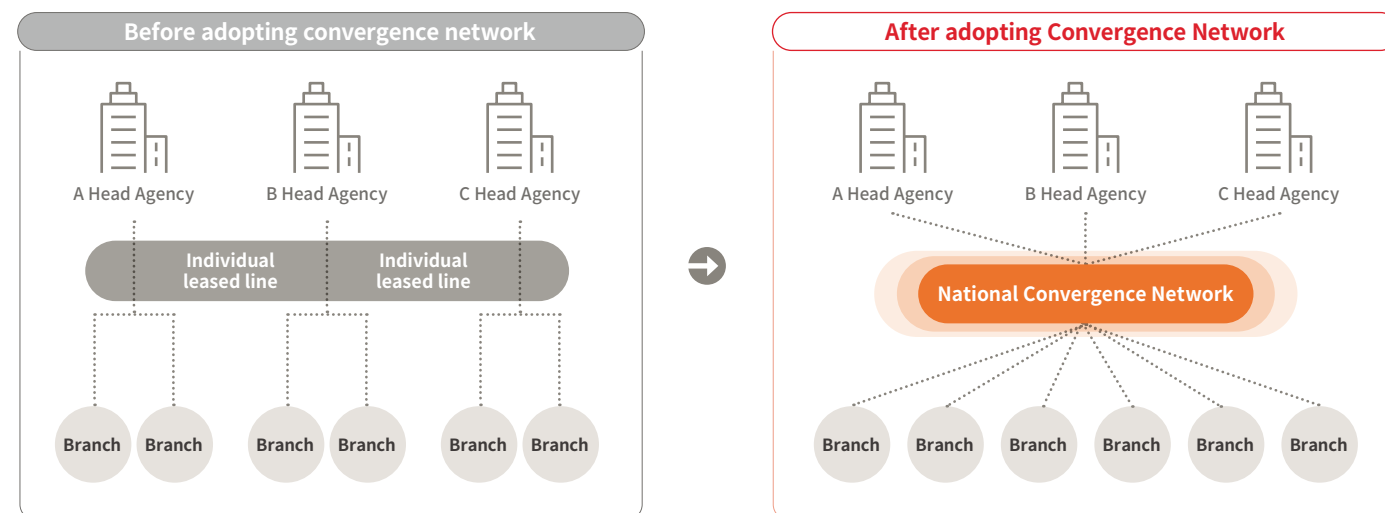 Before adopting convergence network
A Head Agency
B Head Agency
C Head Agency
Individual
leased line
Individual
leased line
Branch
Branch
Branch
Branch
Branch
Branch
After adopting Convergence Network
A Head Agency
B Head Agency
C Head Agency
National Convergence Network
Branch
Branch
Branch
Branch
Branch
Branch